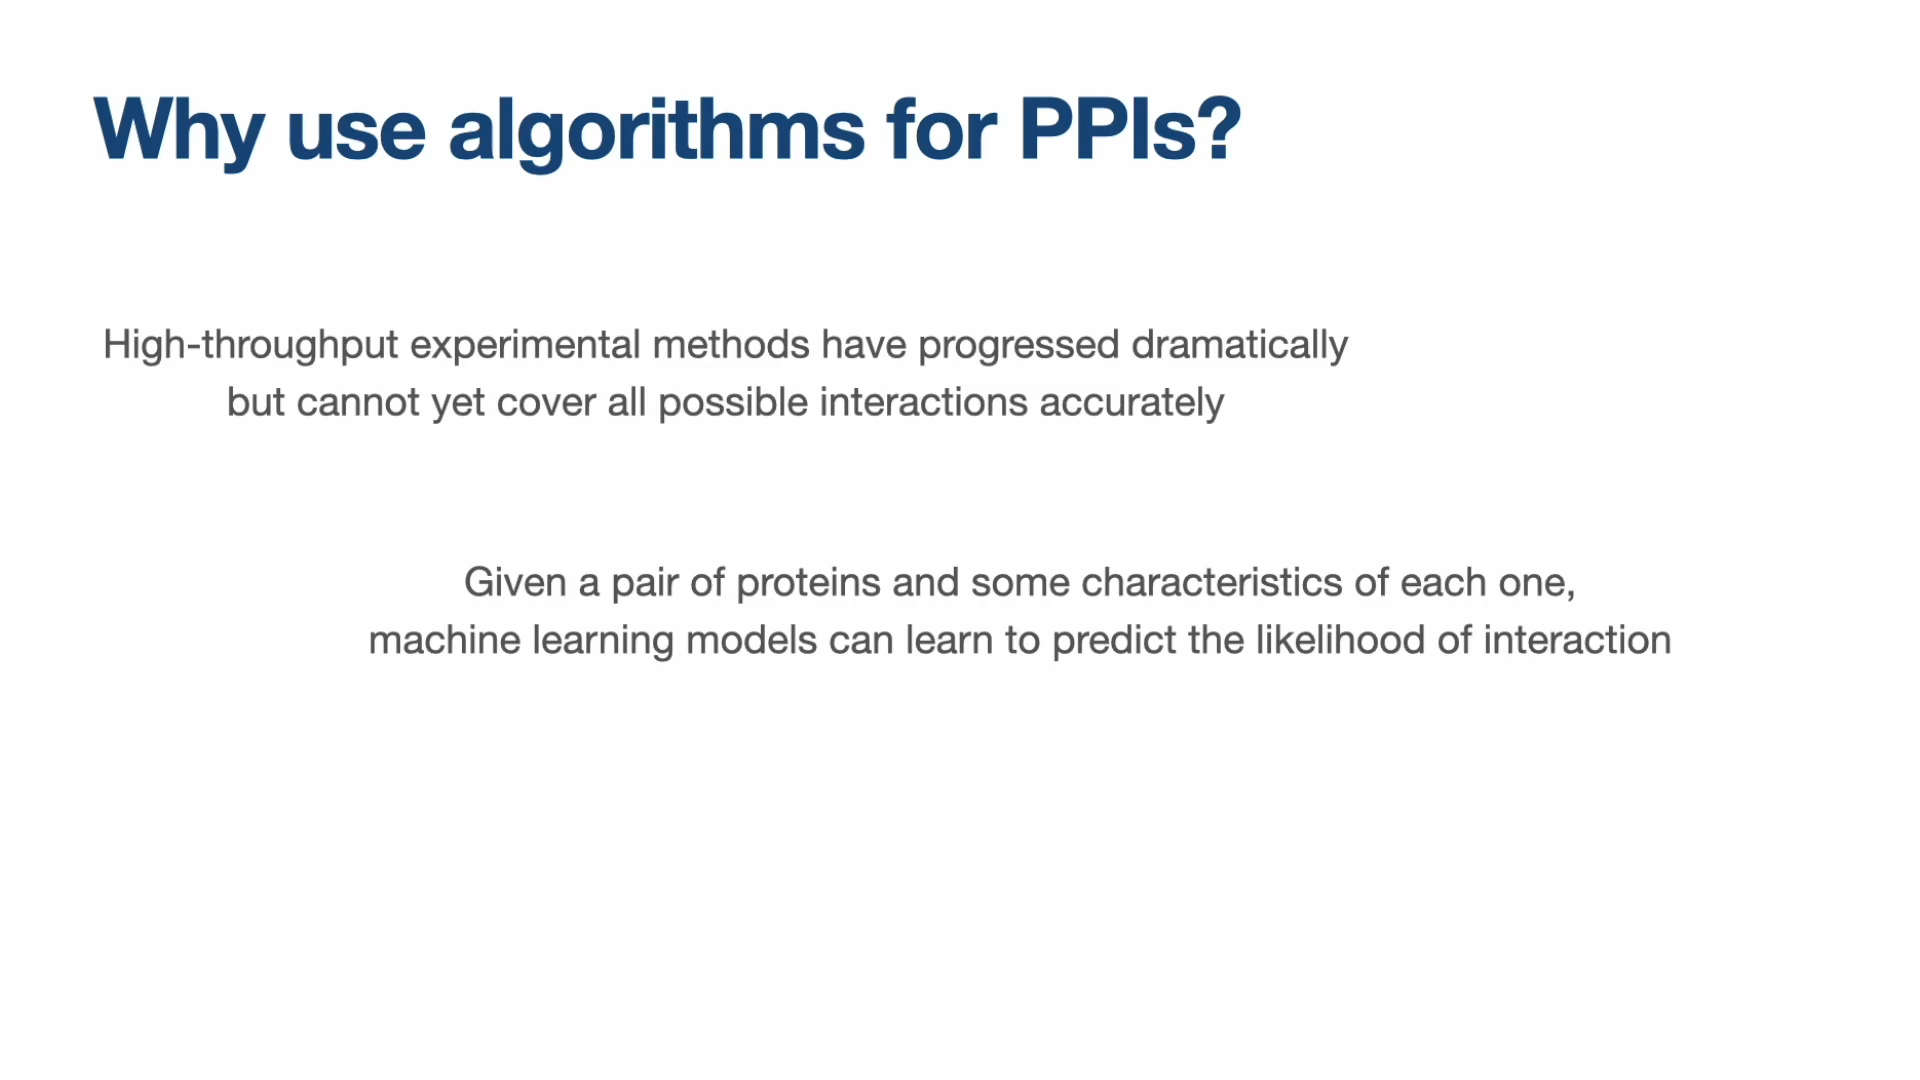 Why use algorithms for PPIs?
High-throughput experimental methods have progressed dramatically
but cannot yet cover all possible interactions accurately
Given a pair of proteins and some characteristics of each one,
machine learning models can learn to predict the likelihood of interaction